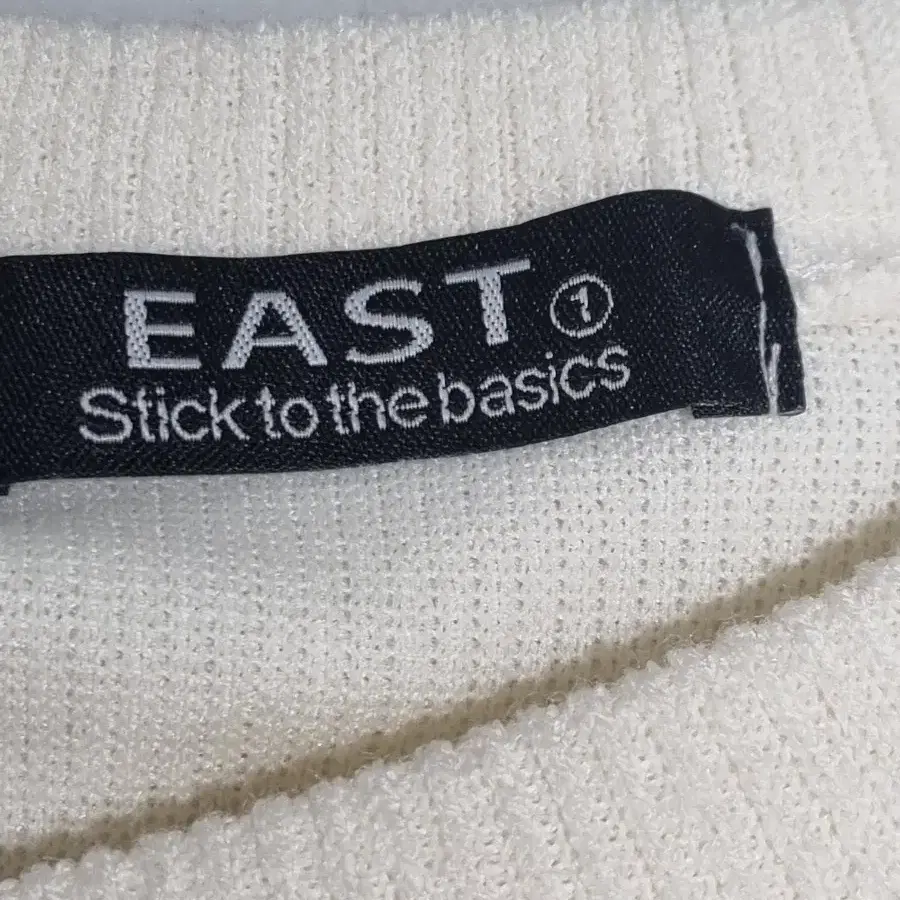 EAST ①
Stick to the basics